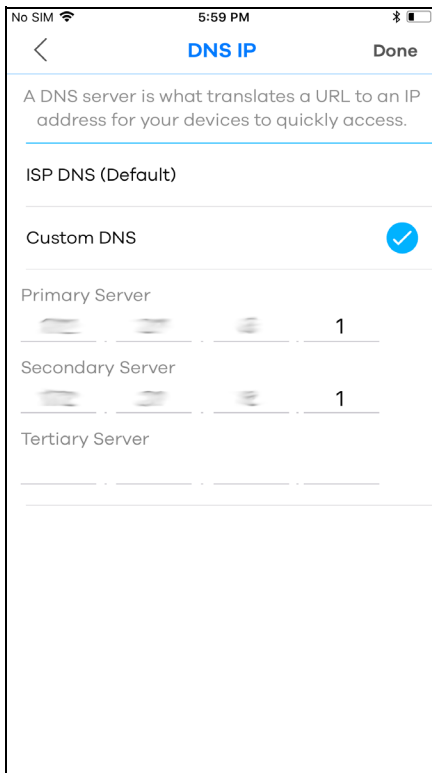 No SIM 5:59 PM
DNS IP Done
A DNS server is what translates a URL to an IP
address for your devices to quickly access.
ISP DNS (Default)
Custom DNS
Primary Server
. . . 1
Secondary Server
. . . 1
Tertiary Server
. . .